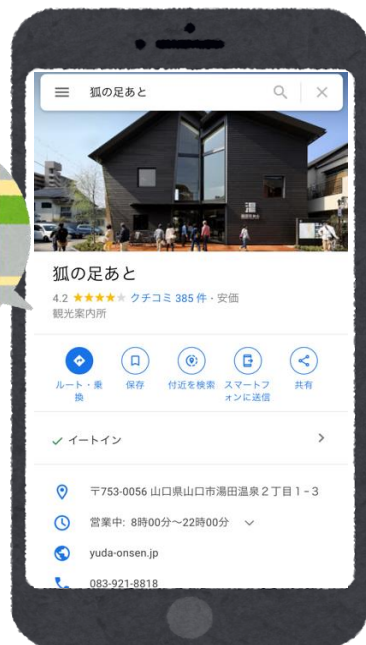 狐の足あと
狐の足あと
4.2 クチコミ 385 件・安価
観光案内所
ルート・乗換
保存
付近を検索
スマートフォンに送信
共有
イートイン
〒753-0056 山口県山口市湯田温泉2丁目1−3
営業中: 8時00分~22時00分
yuda-onsen.jp
083-921-8818